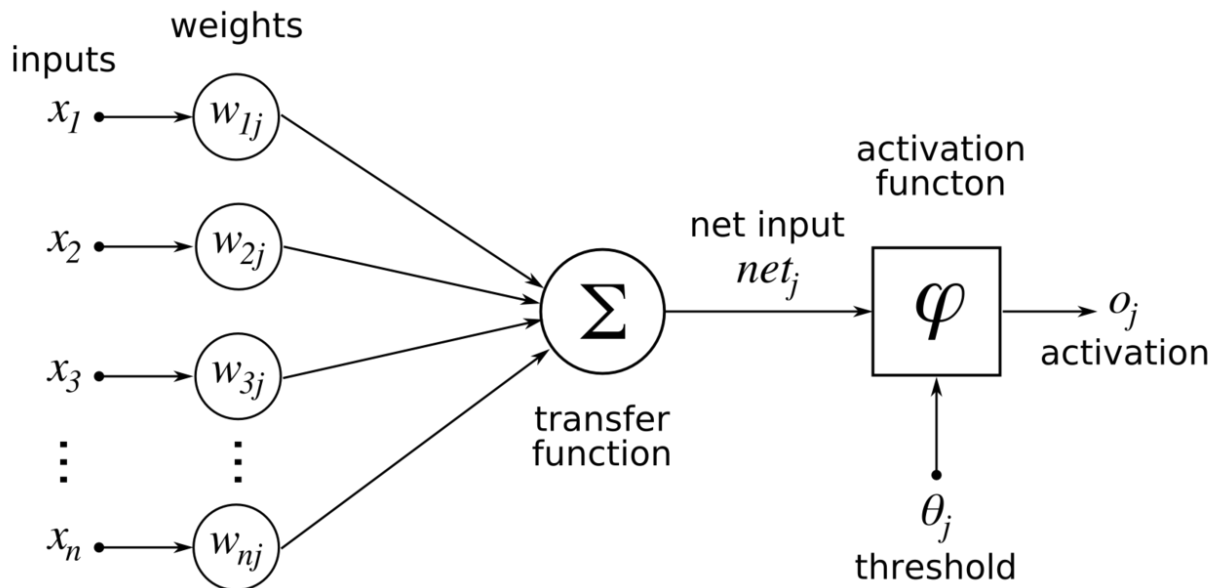 weights
inputs
x₁
w₁ⱼ
activation
functon
x₂
w₂ⱼ
net input
netⱼ
Σ
φ
oⱼ
activation
x₃
w₃ⱼ
transfer
function
⋮
⋮
θⱼ
threshold
xₙ
wₙⱼ